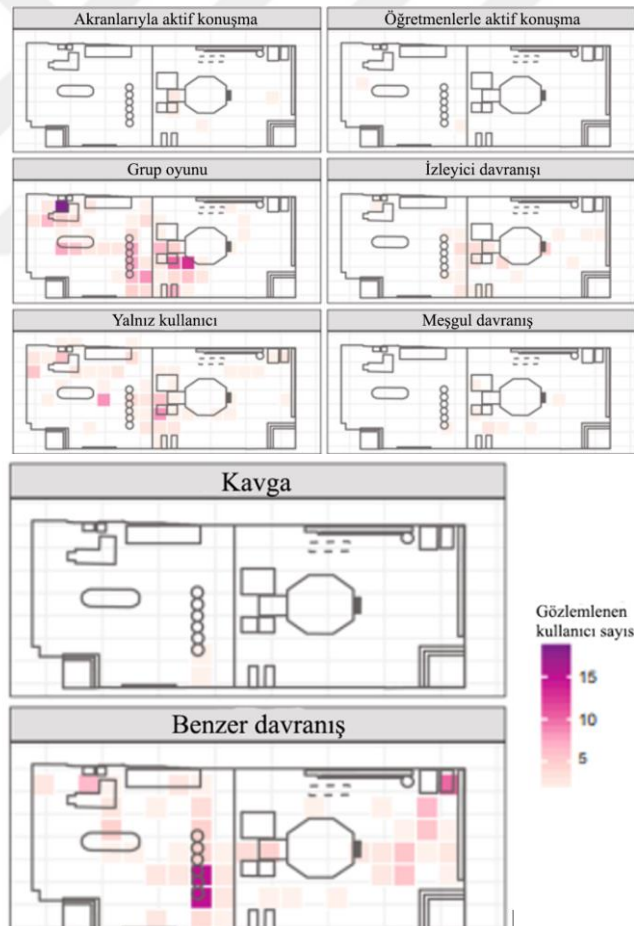 Akranlarıyla aktif konuşma
Öğretmenlerle aktif konuşma
Grup oyunu
İzleyici davranışı
Yalnız kullanıcı
Meşgul davranış
Kavga
Gözlemlenen
kullanıcı sayıs
15
10
5
Benzer davranış